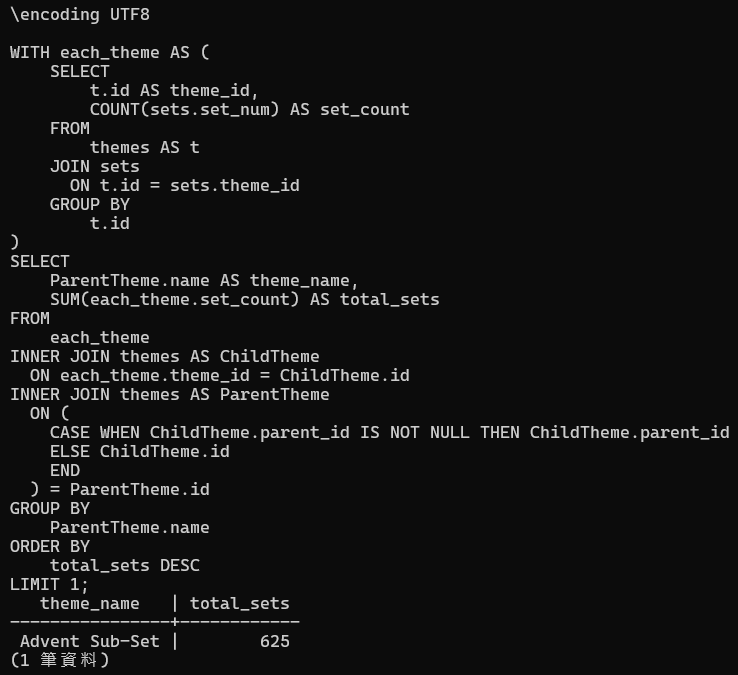 \encoding UTF8
WITH each_theme AS (
    SELECT
        t.id AS theme_id,
        COUNT(sets.set_num) AS set_count
    FROM
        themes AS t
    JOIN sets
      ON t.id = sets.theme_id
    GROUP BY
        t.id
)
SELECT
    ParentTheme.name AS theme_name,
    SUM(each_theme.set_count) AS total_sets
FROM
    each_theme
INNER JOIN themes AS ChildTheme
  ON each_theme.theme_id = ChildTheme.id
INNER JOIN themes AS ParentTheme
  ON (
    CASE WHEN ChildTheme.parent_id IS NOT NULL THEN ChildTheme.parent_id
    ELSE ChildTheme.id
    END
  ) = ParentTheme.id
GROUP BY
    ParentTheme.name
ORDER BY
    total_sets DESC
LIMIT 1;
   theme_name   | total_sets
----------------+------------
 Advent Sub-Set |        625
(1 筆資料)